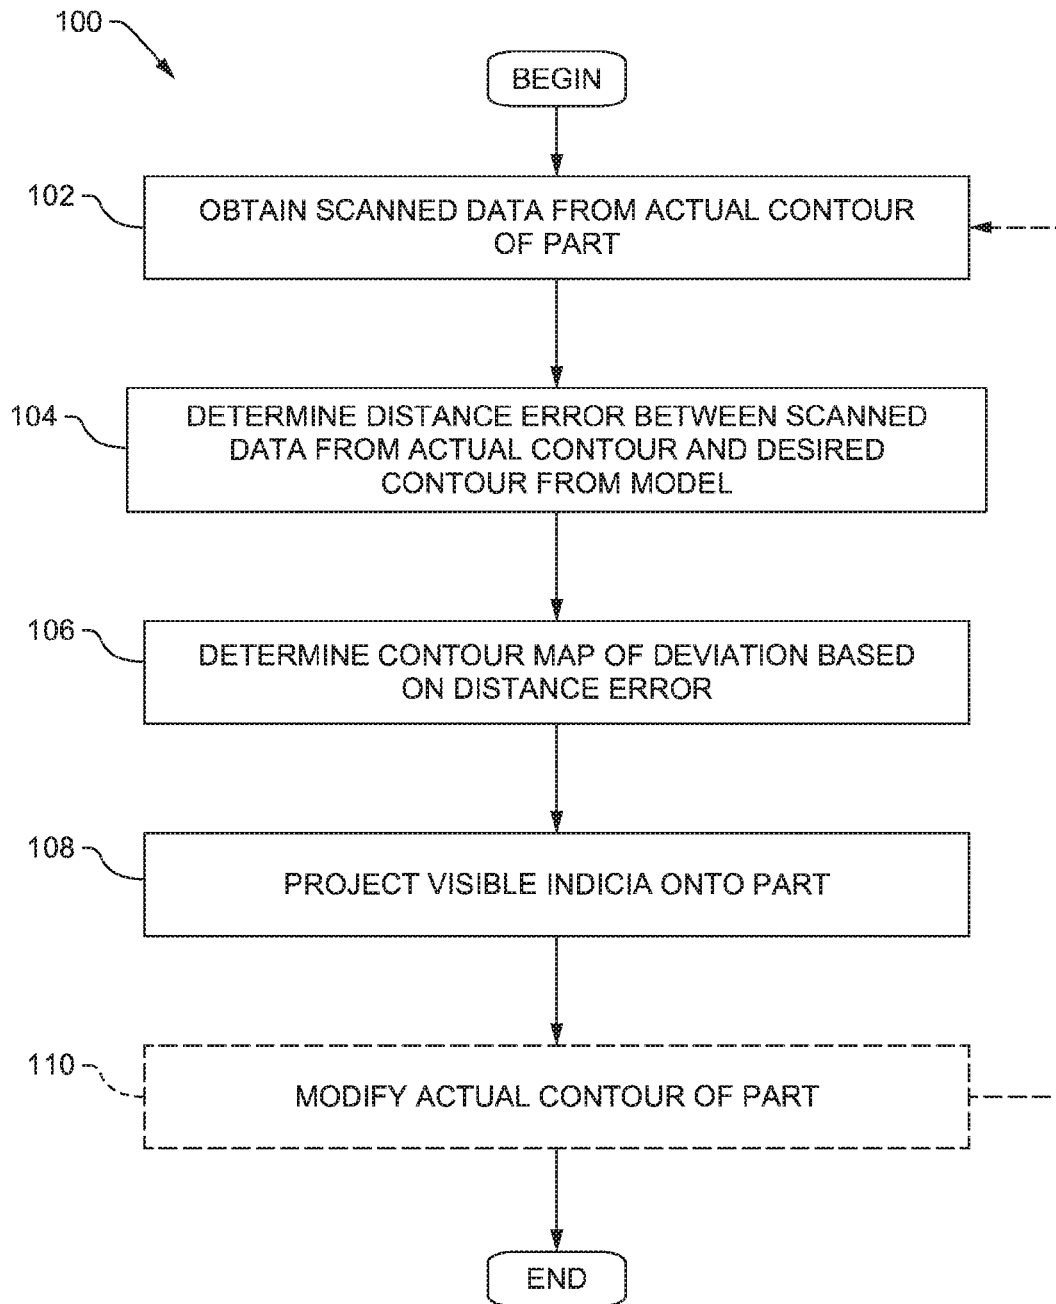 100
BEGIN
102
OBTAIN SCANNED DATA FROM ACTUAL CONTOUR
OF PART
104
DETERMINE DISTANCE ERROR BETWEEN SCANNED
DATA FROM ACTUAL CONTOUR AND DESIRED
CONTOUR FROM MODEL
106
DETERMINE CONTOUR MAP OF DEVIATION BASED
ON DISTANCE ERROR
108
PROJECT VISIBLE INDICIA ONTO PART
110
MODIFY ACTUAL CONTOUR OF PART
END